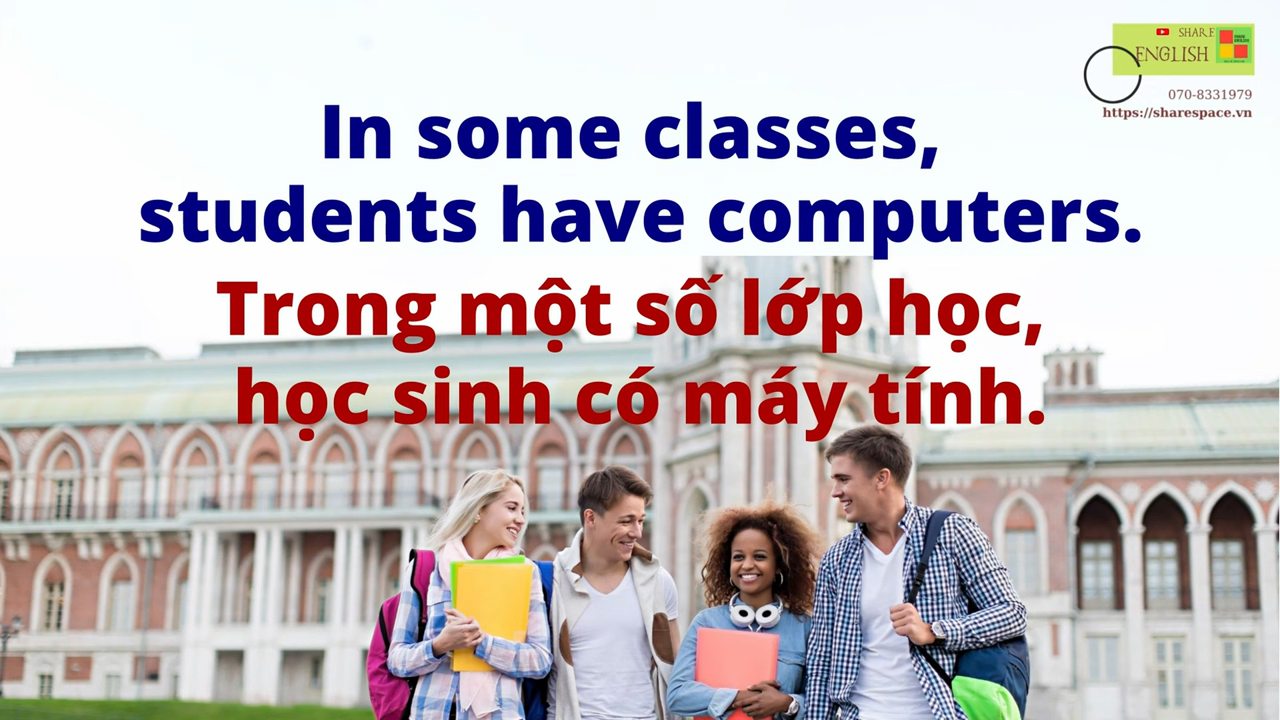 SHARE
ENGLISH
070-8331979
https://sharespace.vn
In some classes,
students have computers.
Trong một số lớp học,
học sinh có máy tính.